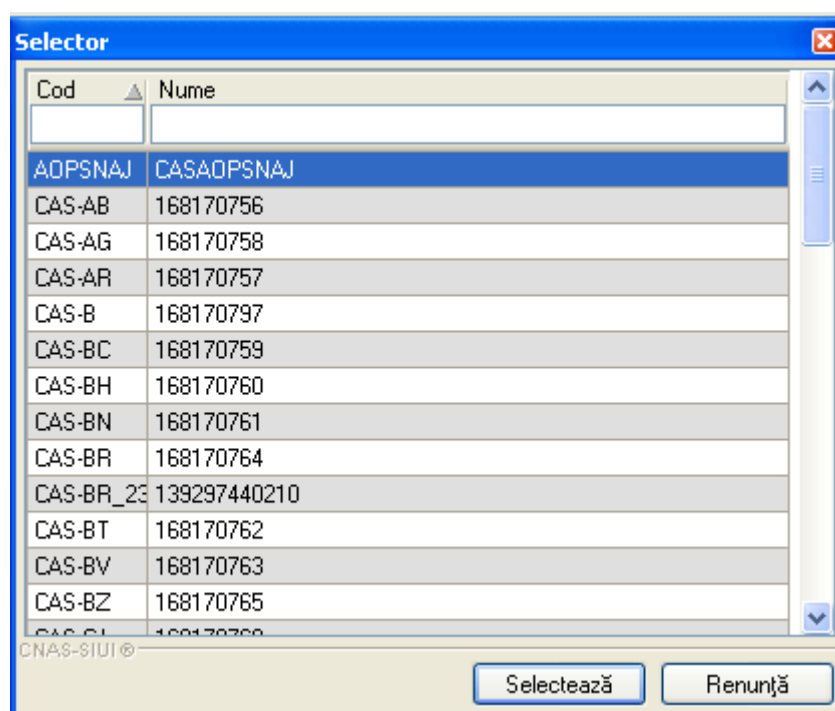 Selector
Cod Nume
AOPSNAJ CASAOPSNAJ
CAS-AB 168170756
CAS-AG 168170758
CAS-AR 168170757
CAS-B 168170797
CAS-BC 168170759
CAS-BH 168170760
CAS-BN 168170761
CAS-BR 168170764
CAS-BR_23 139297440210
CAS-BT 168170762
CAS-BV 168170763
CAS-BZ 168170765
CNAS-SIUI®
Selectează Renunţă